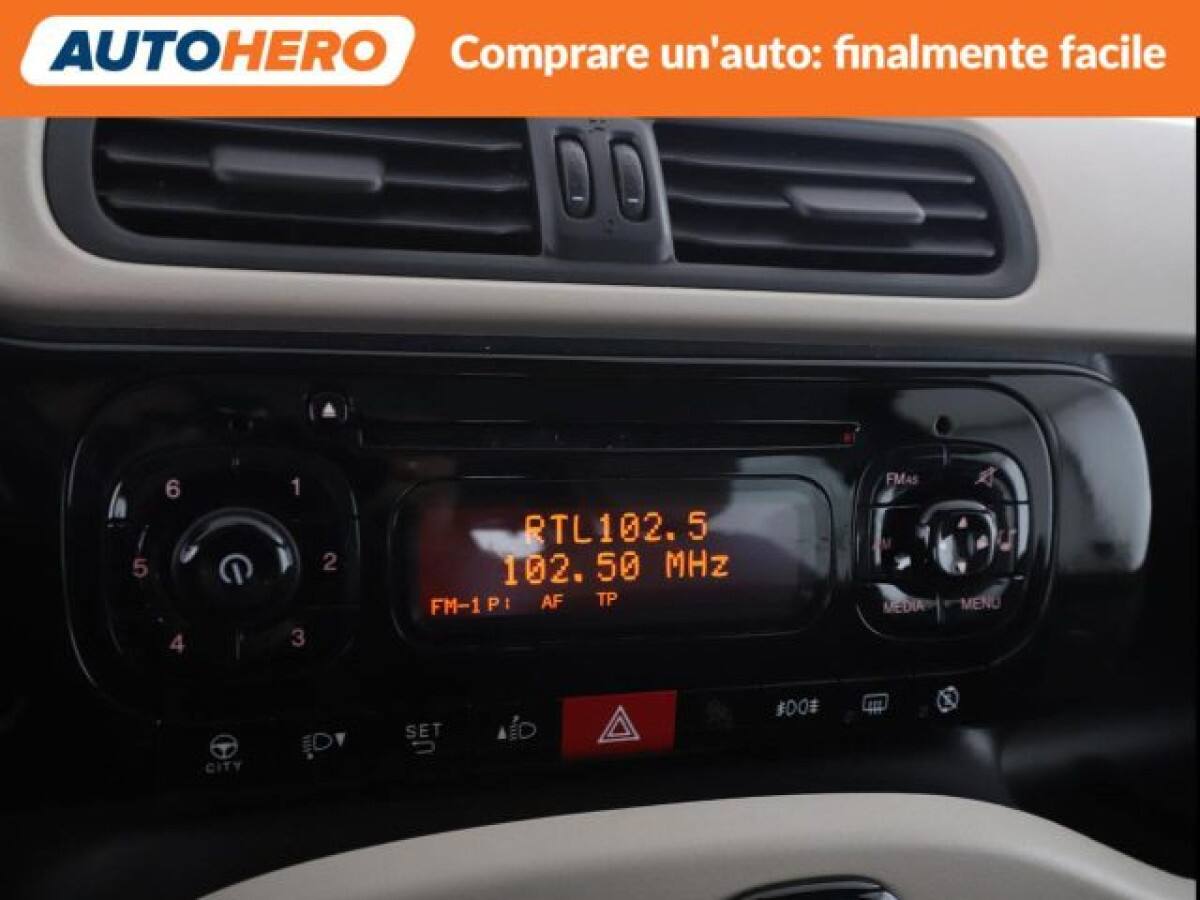 AUTOHERO
Comprare un'auto: finalmente facile
6
1
5
2
4
3
RTL102.5
102.50 MHz
FM-1 P: AF TP
FMAS
MEDIA
MENU
CITY
SET